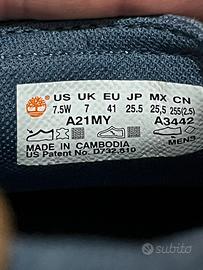 US UK EU JP MX CN
7.5W 7 41 25.5 25,5 255(2.5)
A21MY A3442
MADE IN CAMBODIA MENS
US Patent No. D732,510
subito